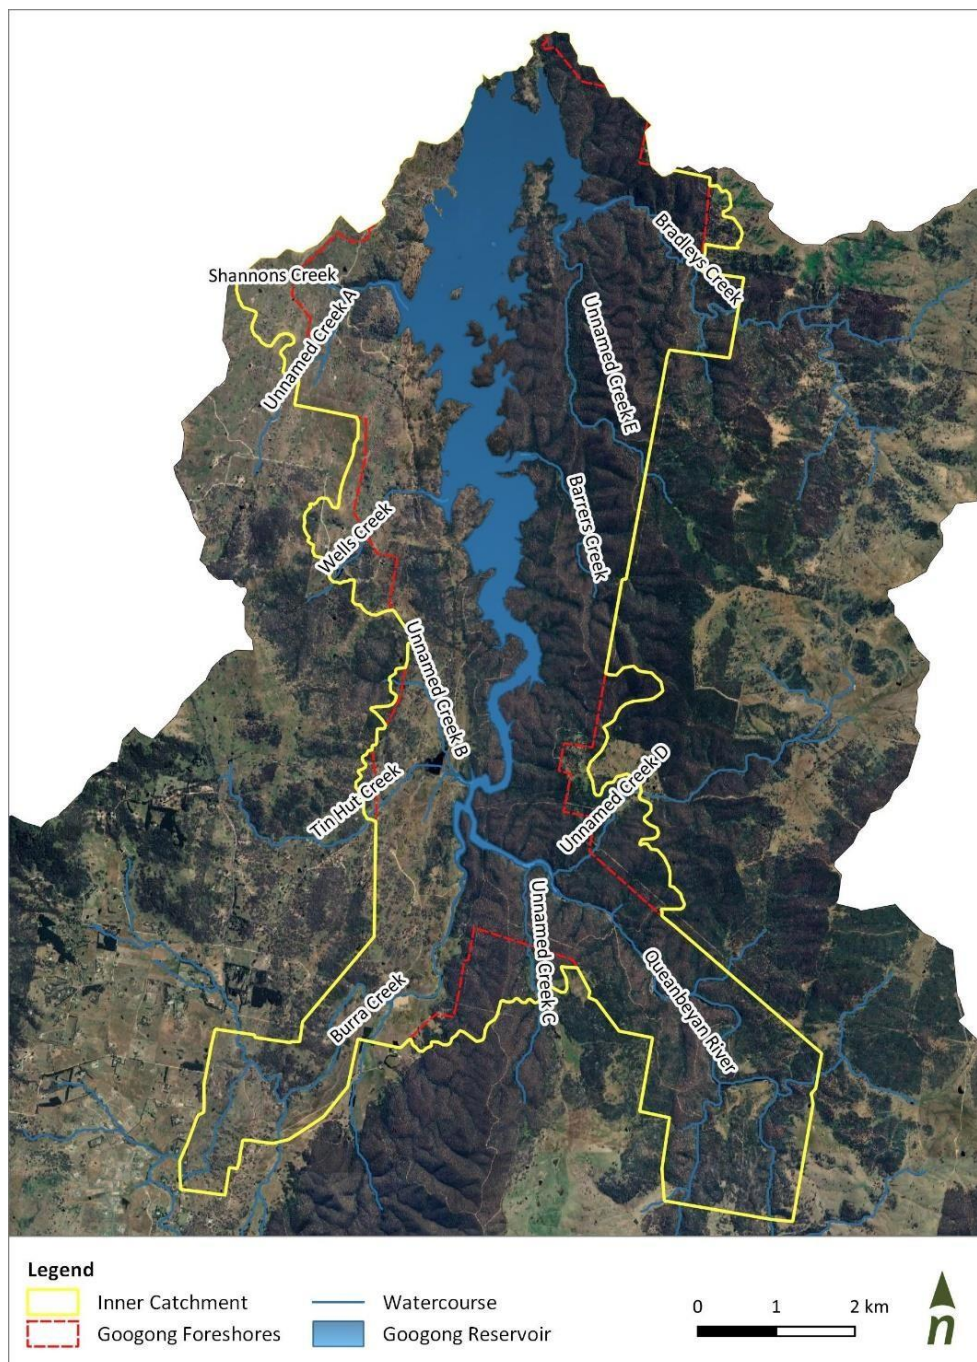 Bradleys Creek
Shannons Creek
Unnamed Creek A
Unnamed Creek E
Barrers Creek
Wells Creek
Unnamed Creek B
Tin Hut Creek
Unnamed Creek D
Unnamed Creek C
Queanbeyan River
Burra Creek
Legend
Inner Catchment
Watercourse
Googong Foreshores
Googong Reservoir
0 1 2 km
n